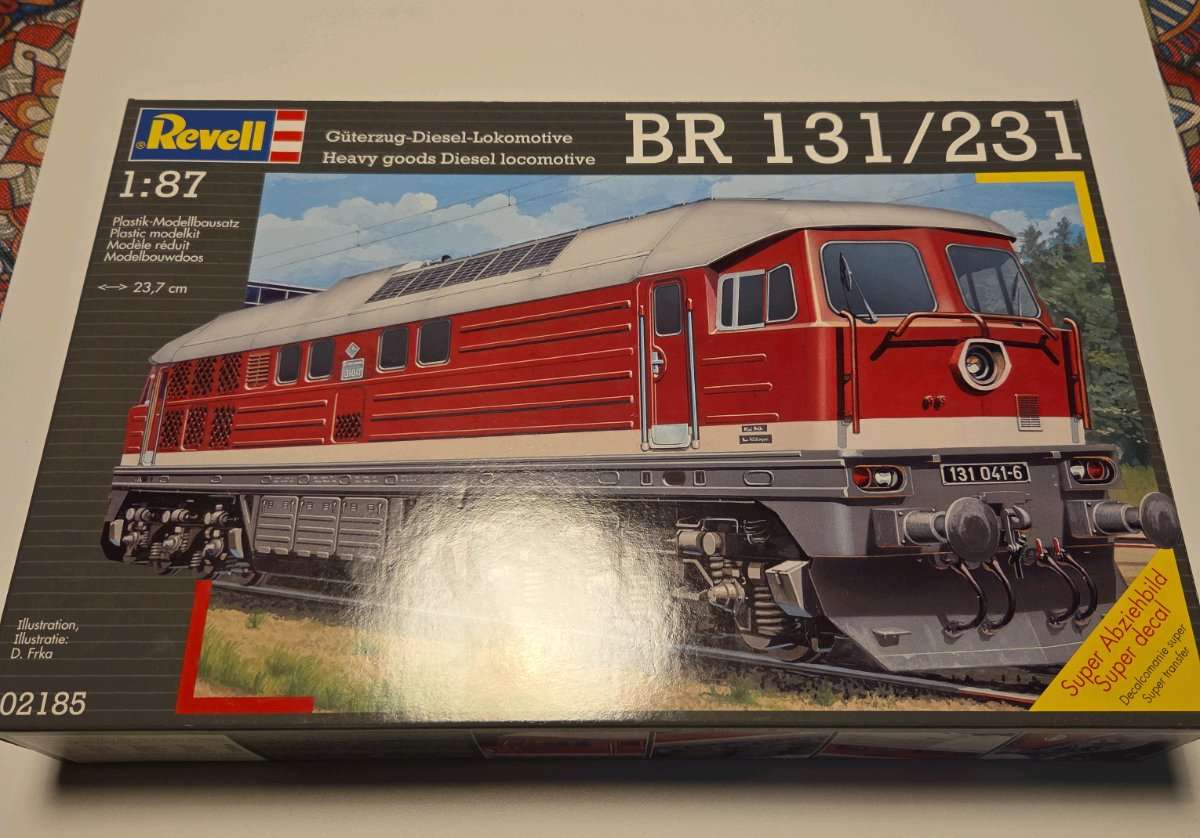 ®Revell
Güterzug-Diesel-Lokomotive
Heavy goods Diesel locomotive
BR 131/231
1:87
Plastik-Modellbausatz
Plastic modelkit
Modèle réduit
Modelbouwdoos
23,7 cm
131 041-6
Super Abziehbild
Super decal
Decalcomanie super
Super transfer
Illustration,
Illustratie:
D. Frka
02185